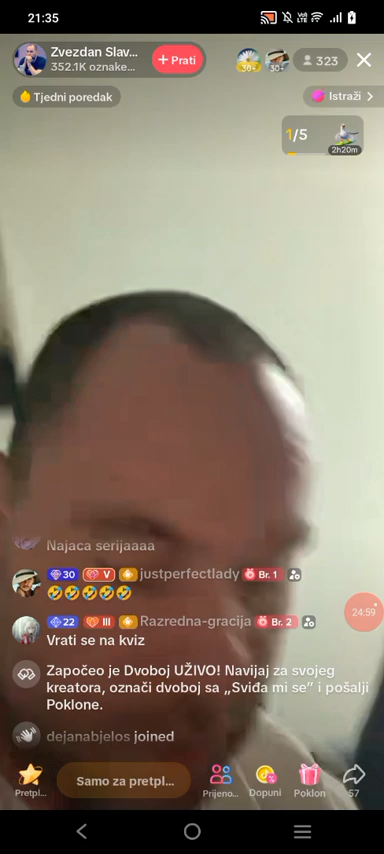 21:35
Zvezdan Slav...
352.1K oznake...
+ Prati
30+
30+
323
Tjedni poredak
Istraži >
1/5
2h20m
Najaca serijaaaa
30 V justperfectlady Br. 1
🤣🤣🤣🤣🤣
24:59
22 III Razredna-gracija Br. 2
Vrati se na kviz
Započeo je Dvoboj UŽIVO! Navijaj za svojeg
kreatora, označi dvoboj sa „Sviđa mi se” i pošalji
Poklone.
dejanabjelos joined
Samo za pretpl...
Pretpl...
Prijeno...
Dopuni
Poklon
57